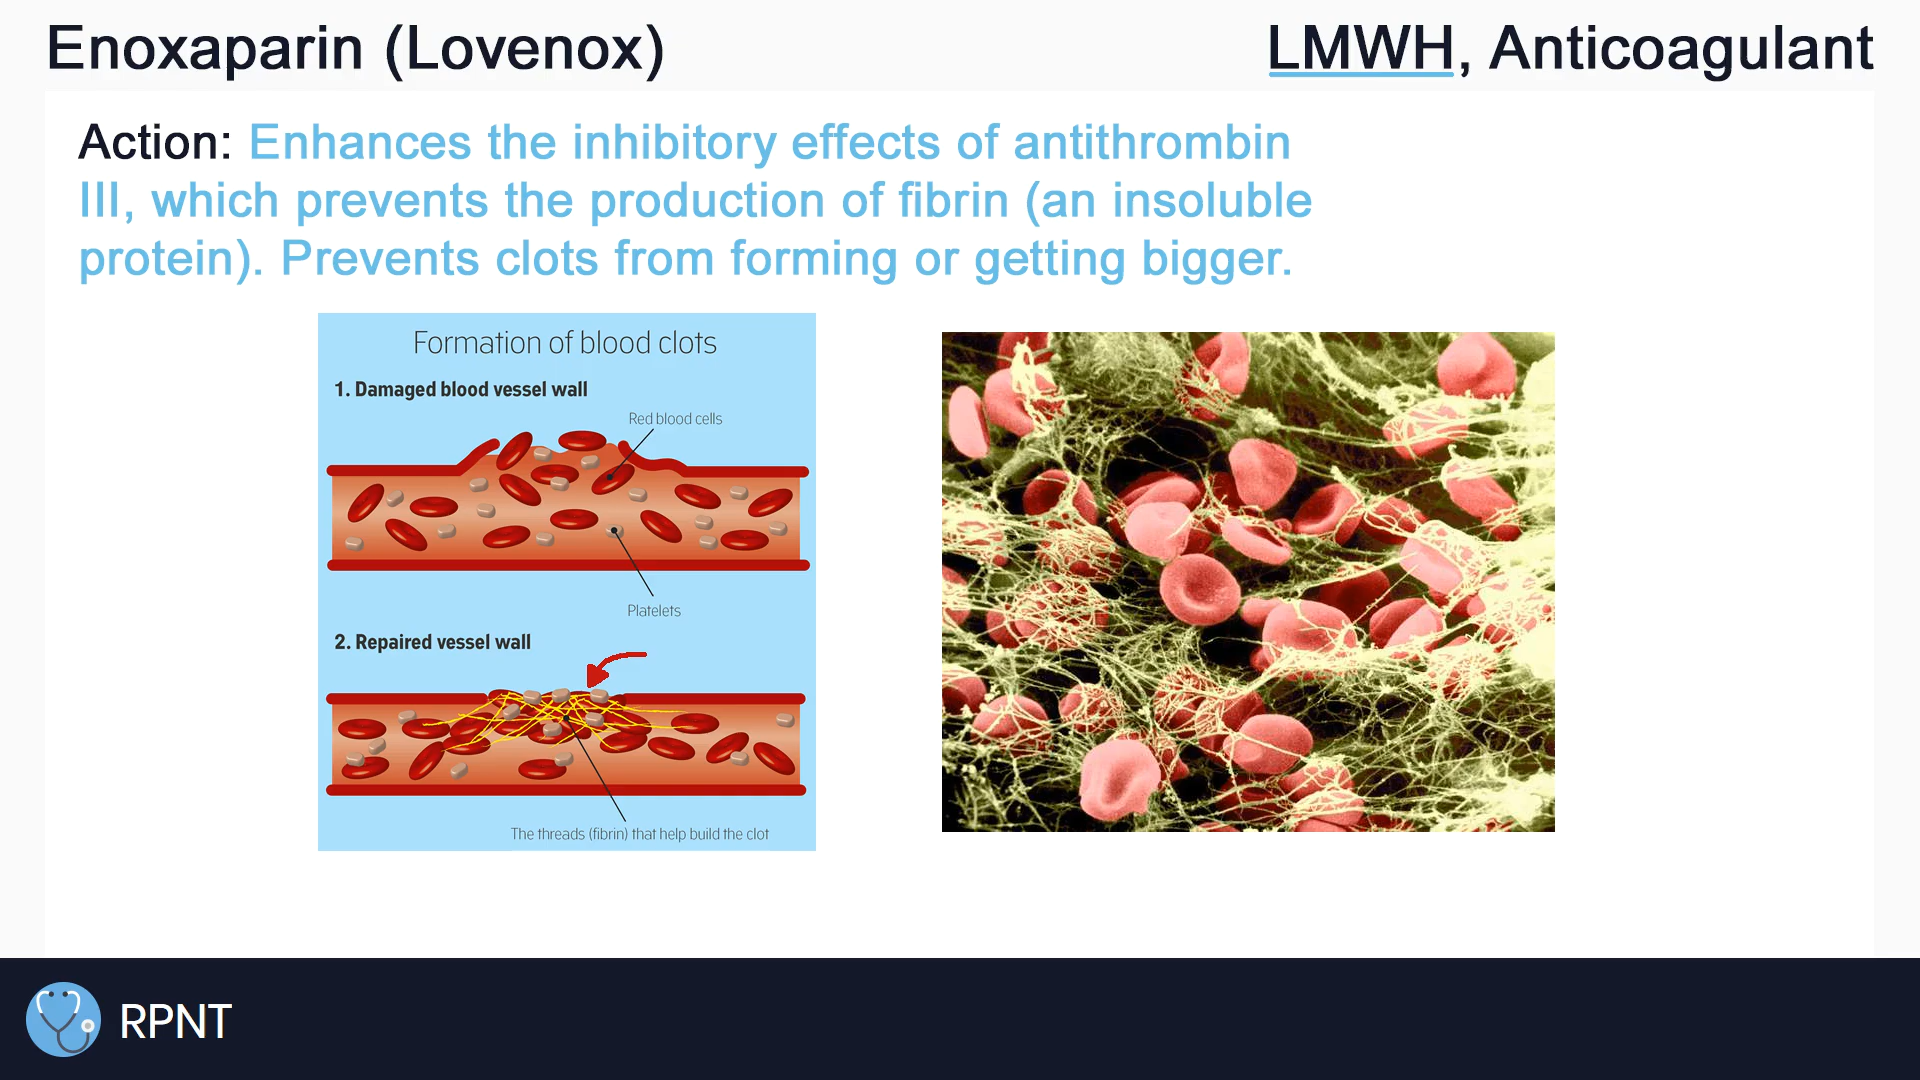 Enoxaparin (Lovenox)
LMWH, Anticoagulant
Action: Enhances the inhibitory effects of antithrombin
III, which prevents the production of fibrin (an insoluble
protein). Prevents clots from forming or getting bigger.
Formation of blood clots
1. Damaged blood vessel wall
Red blood cells
Platelets
2. Repaired vessel wall
The threads (fibrin) that help build the clot
RPNT